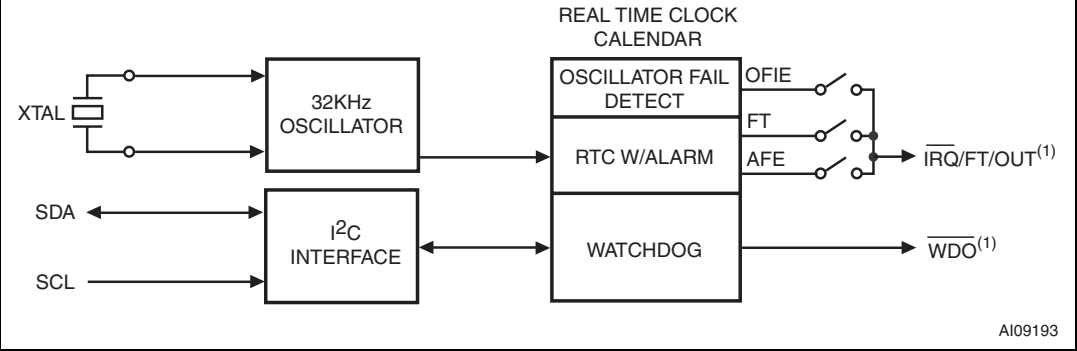 REAL TIME CLOCK
CALENDAR
XTAL
32KHz
OSCILLATOR
OSCILLATOR FAIL
DETECT
OFIE
RTC W/ALARM
FT
AFE
IRQ/FT/OUT(1)
SDA
SCL
I2C
INTERFACE
WATCHDOG
WDO(1)
AI09193